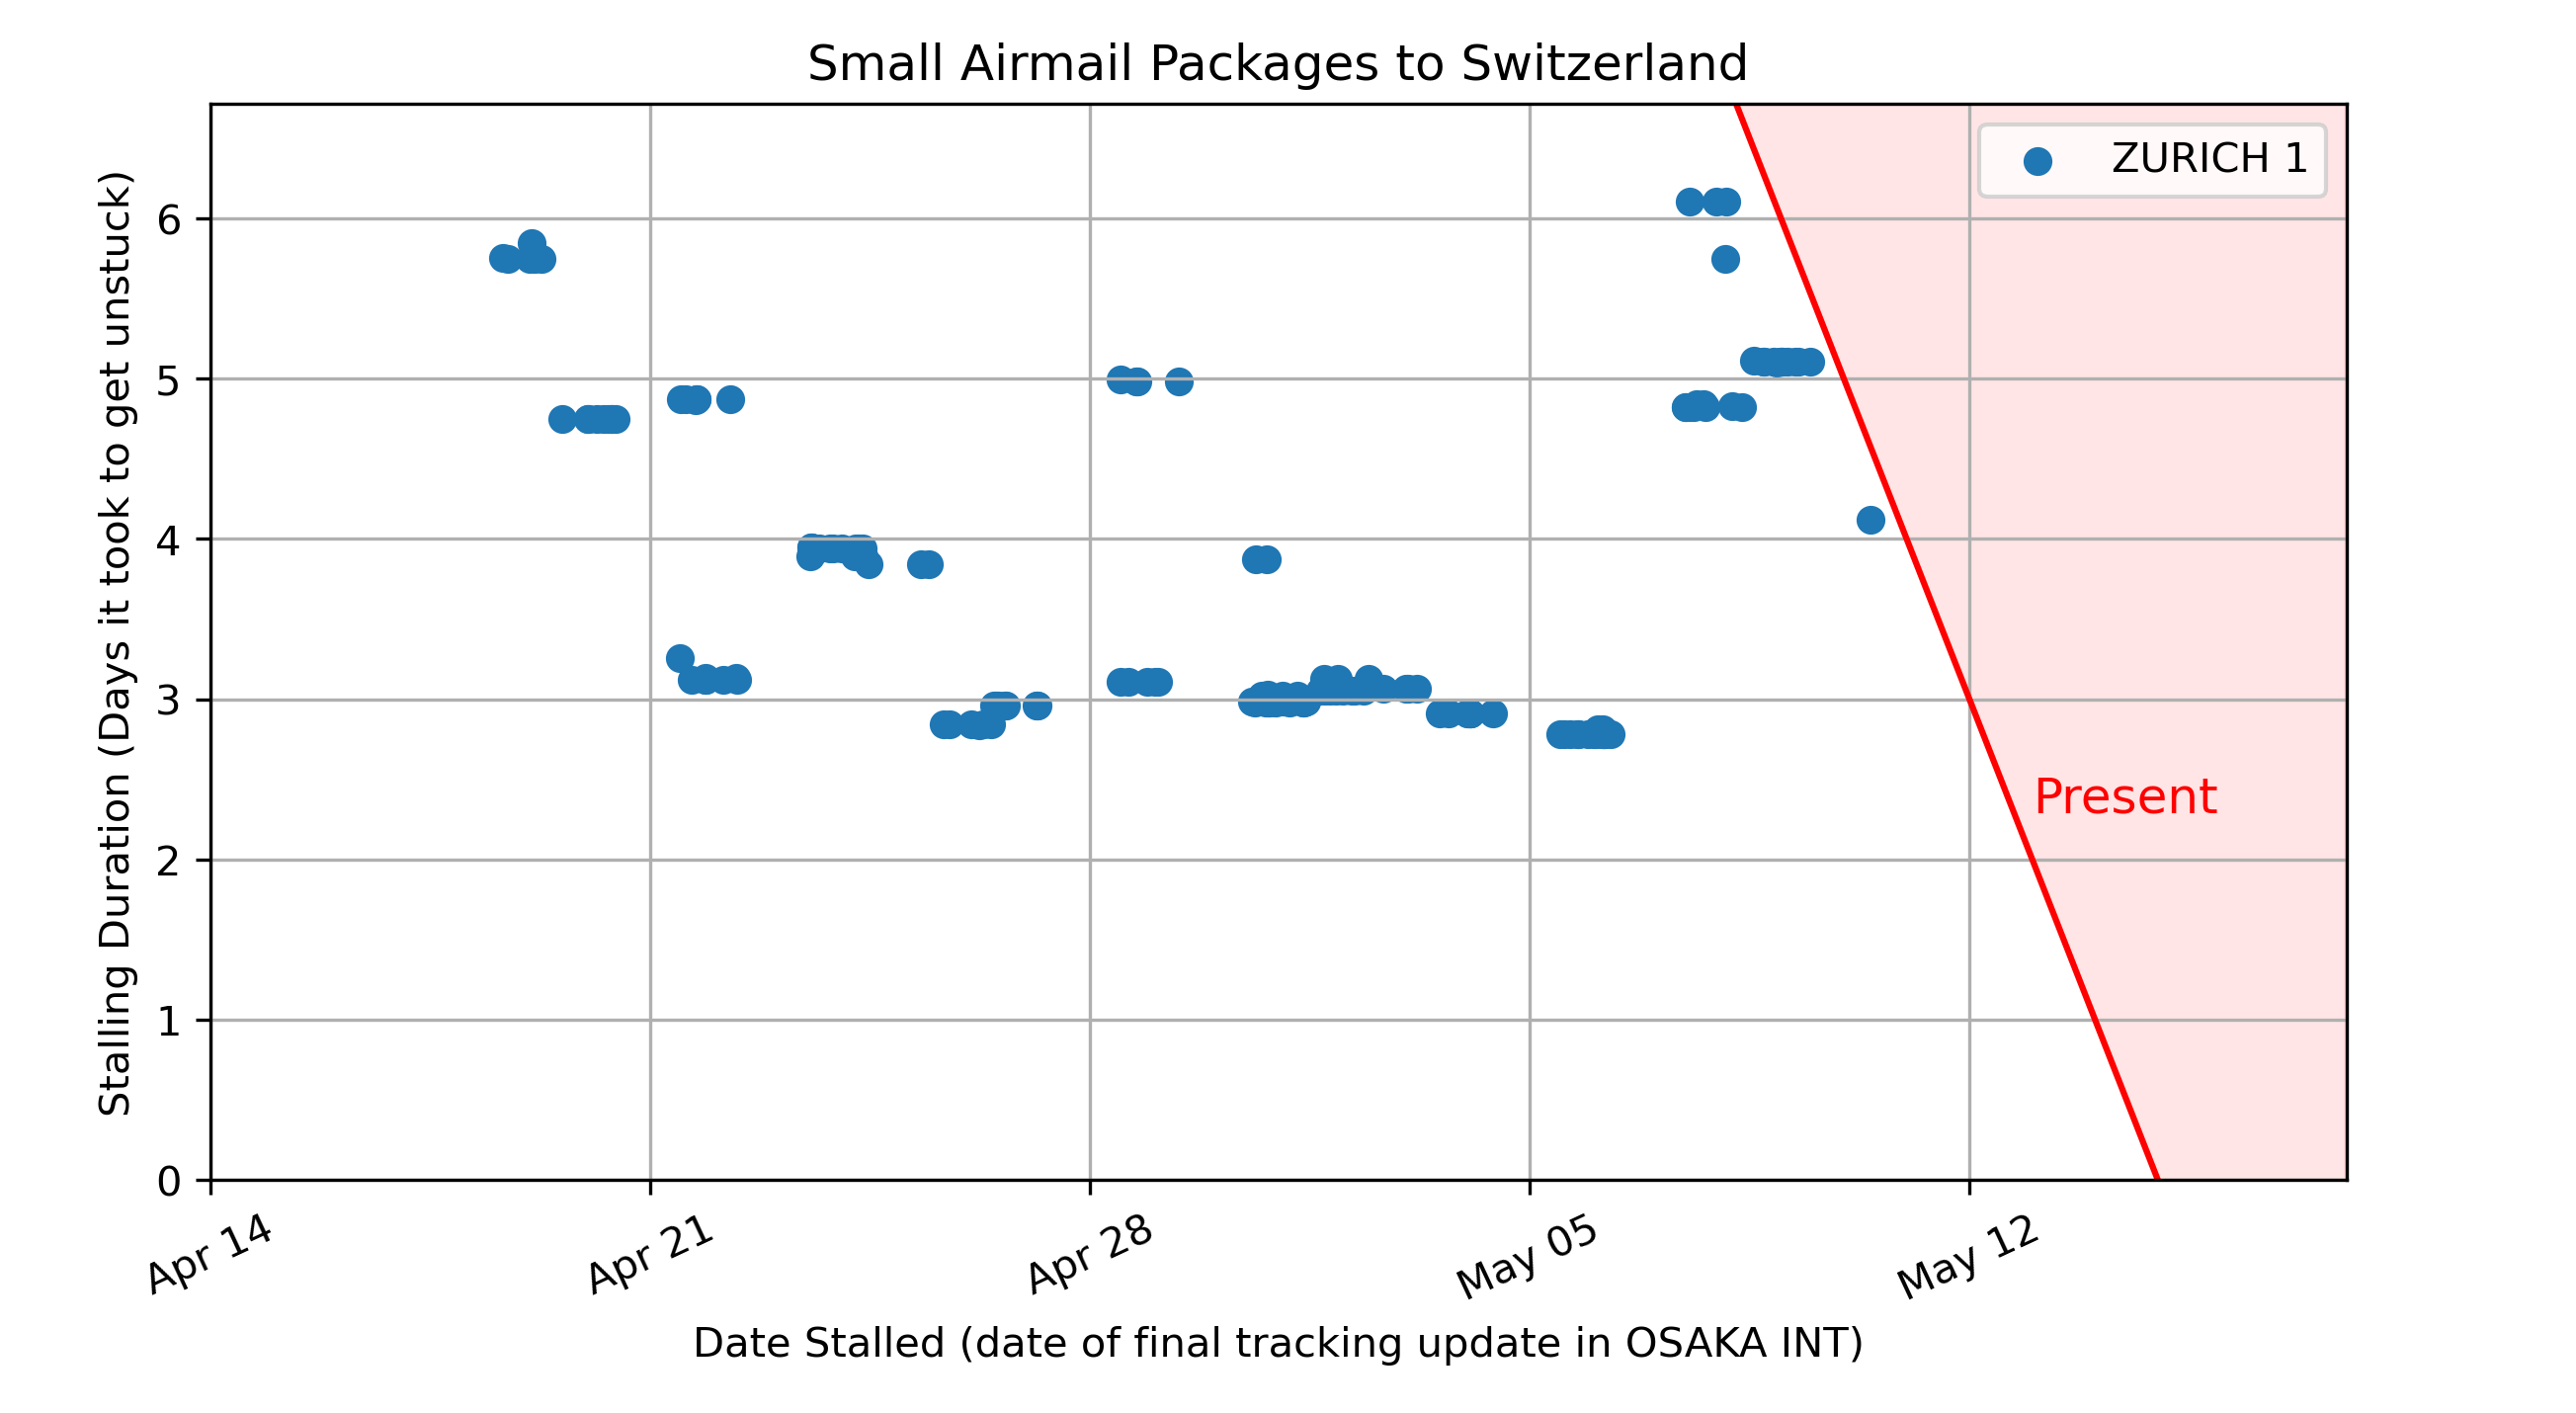 Small Airmail Packages to Switzerland
Stalling Duration (Days it took to get unstuck)
6
5
4
3
2
1
0
ZURICH 1
Present
Apr 14
Apr 21
Apr 28
May 05
May 12
Date Stalled (date of final tracking update in OSAKA INT)